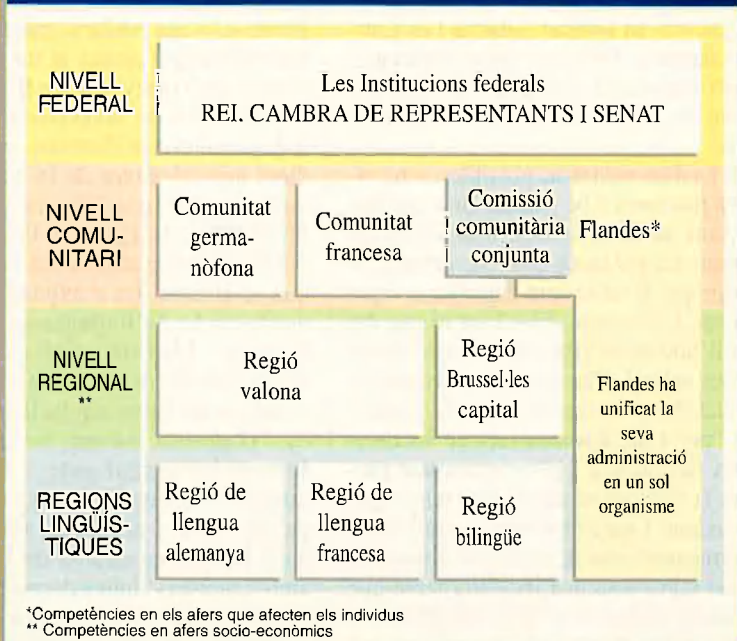 NIVELL
FEDERAL
Les Institucions federals
REI. CAMBRA DE REPRESENTANTS I SENAT
NIVELL
COMU-
NITARI
Comunitat
germa-
nòfona
Comunitat
francesa
Comissió
comunitària
conjunta
Flandes*
NIVELL
REGIONAL
**
Regió
valona
Regió
Brussel·les
capital
Flandes ha
unificat la
seva
administració
en un sol
organisme
REGIONS
LINGÜÍS-
TIQUES
Regió de
llengua
alemanya
Regió de
llengua
francesa
Regió
bilingüe
*Competències en els afers que afecten els individus
** Competències en afers socio-econòmics